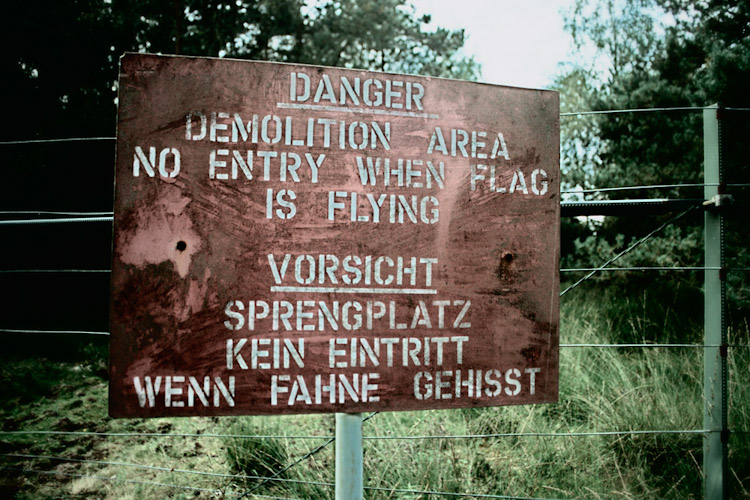 DANGER
DEMOLITION AREA
NO ENTRY WHEN FLAG
IS FLYING
VORSICHT
SPRENGPLATZ
KEIN EINTRITT
WENN FAHNE GEHISST